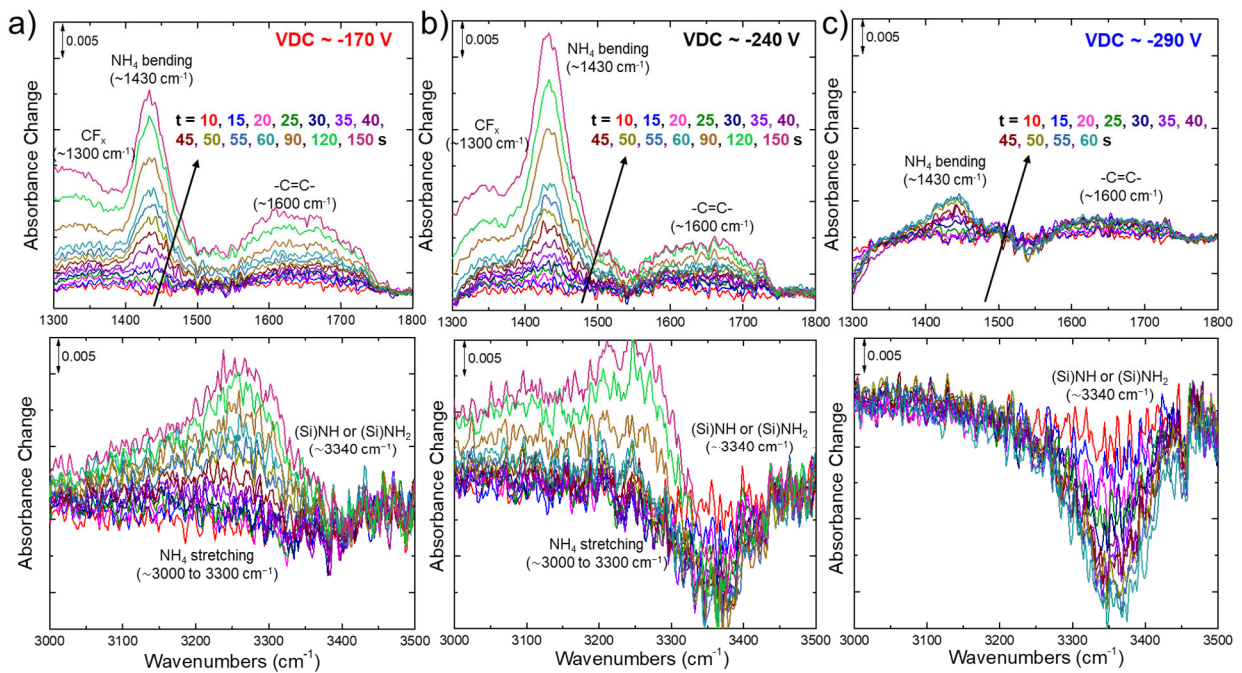 a)
0.005
VDC ~ -170 V
NH₄ bending
(~1430 cm⁻¹)
CFₓ
(~1300 cm⁻¹)
t = 10, 15, 20, 25, 30, 35, 40,
45, 50, 55, 60, 90, 120, 150 s
-C=C-
(~1600 cm⁻¹)
Absorbance Change
1300 1400 1500 1600 1700 1800
0.005
(Si)NH or (Si)NH₂
(~3340 cm⁻¹)
NH₄ stretching
(~3000 to 3300 cm⁻¹)
Absorbance Change
3000 3100 3200 3300 3400 3500
Wavenumbers (cm⁻¹)
b)
0.005
VDC ~ -240 V
NH₄ bending
(~1430 cm⁻¹)
CFₓ
(~1300 cm⁻¹)
t = 10, 15, 20, 25, 30, 35, 40,
45, 50, 55, 60, 90, 120, 150 s
-C=C-
(~1600 cm⁻¹)
Absorbance Change
1300 1400 1500 1600 1700 1800
0.005
(Si)NH or (Si)NH₂
(~3340 cm⁻¹)
NH₄ stretching
(~3000 to 3300 cm⁻¹)
Absorbance Change
3000 3100 3200 3300 3400 3500
Wavenumbers (cm⁻¹)
c)
0.005
VDC ~ -290 V
t = 10, 15, 20, 25, 30, 35, 40,
45, 50, 55, 60 s
NH₄ bending
(~1430 cm⁻¹)
-C=C-
(~1600 cm⁻¹)
Absorbance Change
1300 1400 1500 1600 1700 1800
0.005
(Si)NH or (Si)NH₂
(~3340 cm⁻¹)
Absorbance Change
3000 3100 3200 3300 3400 3500
Wavenumbers (cm⁻¹)